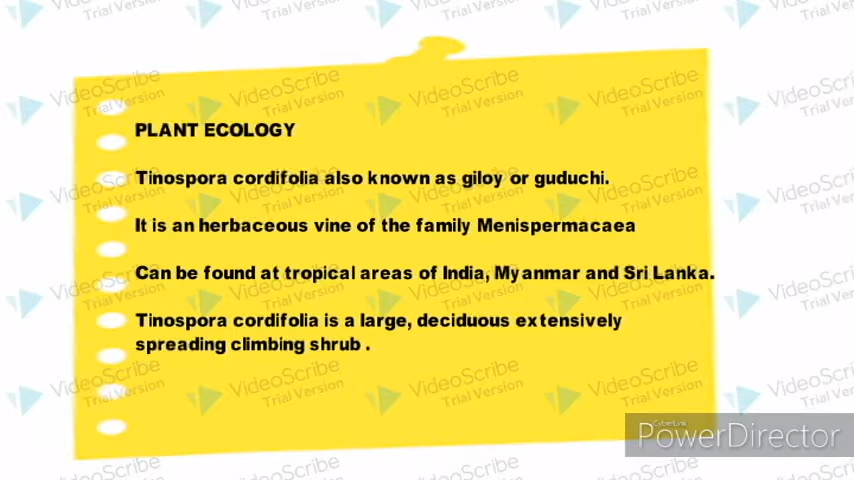 PLANT ECOLOGY
Tinospora cordifolia also known as giloy or guduchi.
It is an herbaceous vine of the family Menispermacaea
Can be found at tropical areas of India, Myanmar and Sri Lanka.
Tinospora cordifolia is a large, deciduous extensively
spreading climbing shrub .
VideoScribe
Trial Version
CyberLink
PowerDirector